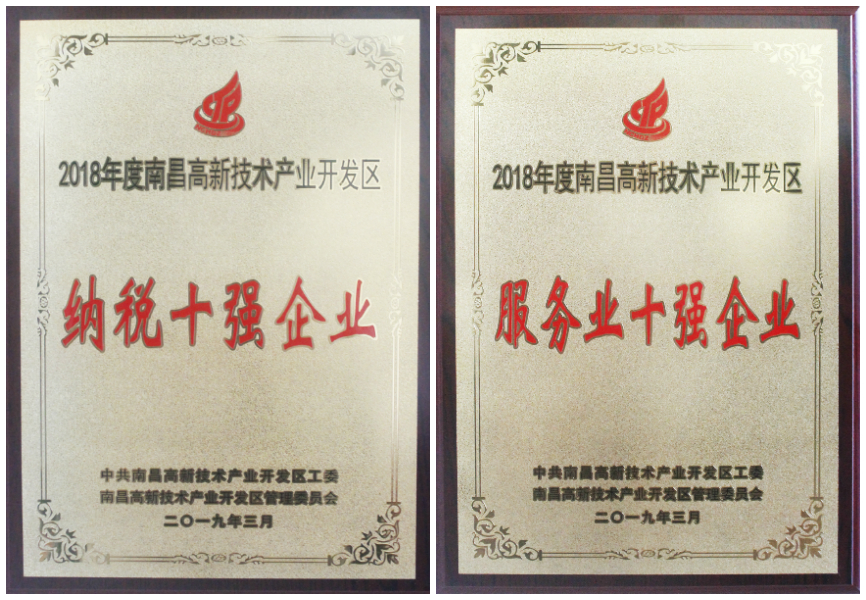 2018年度南昌高新技术产业开发区
纳税十强企业
中共南昌高新技术产业开发区工委
南昌高新技术产业开发区管理委员会
二〇一九年三月
2018年度南昌高新技术产业开发区
服务业十强企业
中共南昌高新技术产业开发区工委
南昌高新技术产业开发区管理委员会
二〇一九年三月